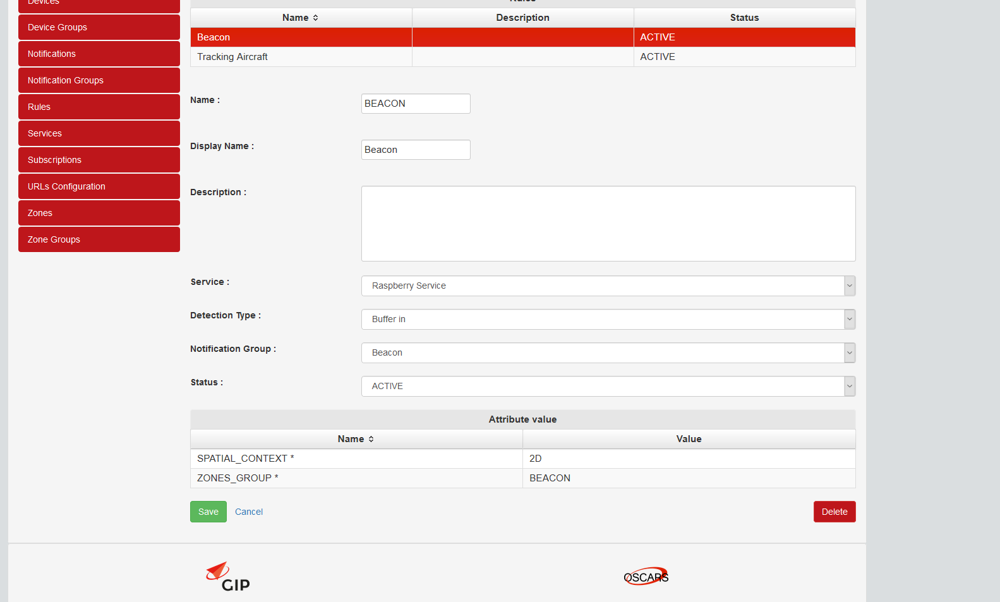 Devices
Device Groups
Notifications
Notification Groups
Rules
Services
Subscriptions
URLs Configuration
Zones
Zone Groups
Rules
Name Description Status
Beacon ACTIVE
Tracking Aircraft ACTIVE
Name : BEACON
Display Name : Beacon
Description :
Service : Raspberry Service
Detection Type : Buffer in
Notification Group : Beacon
Status : ACTIVE
Attribute value
Name Value
SPATIAL_CONTEXT * 2D
ZONES_GROUP * BEACON
Save Cancel Delete
GIP OSCARS